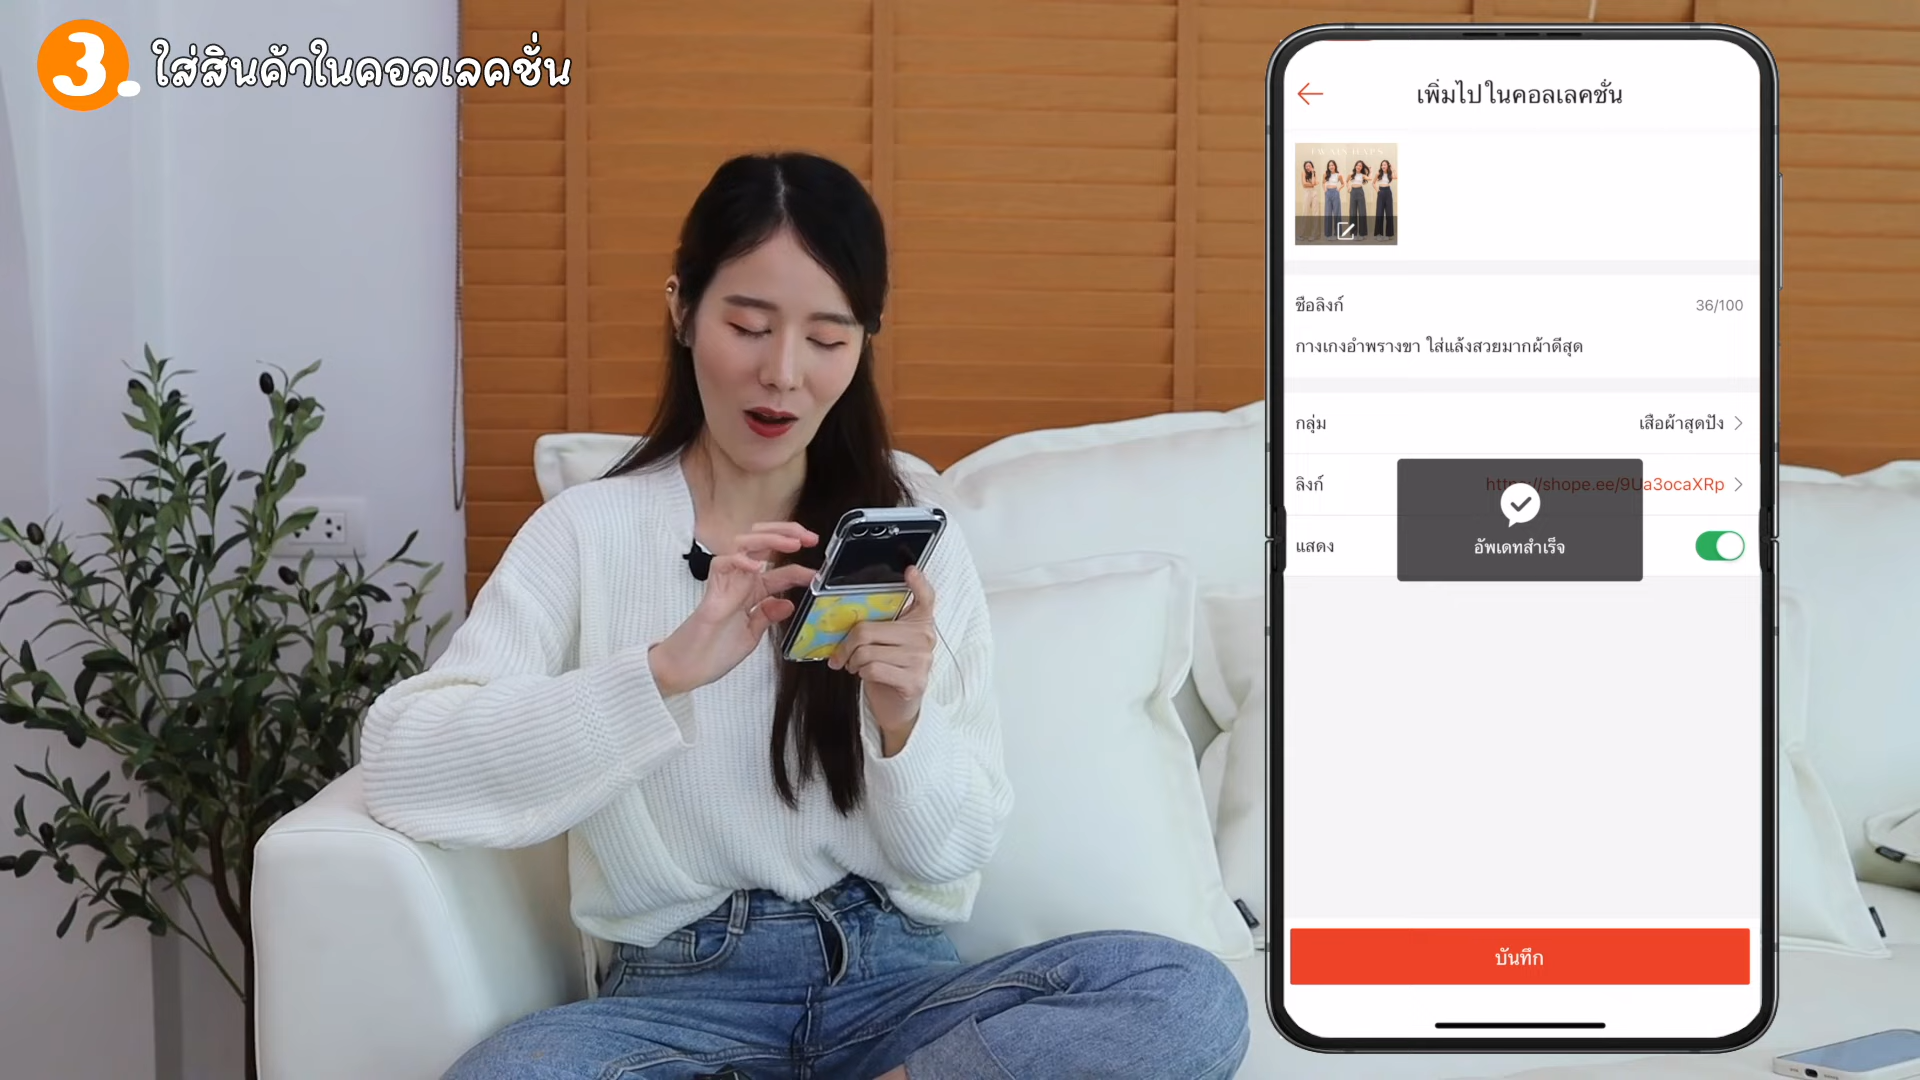 3. ใส่สินค้าในคอลเลคชั่น
เพิ่มไปในคอลเลคชั่น
ชื่อลิงก์
36/100
กางเกงอำพรางขา ใส่แล้งสวยมากผ้าดีสุด
กลุ่ม
เสื้อผ้าสุดปัง
ลิงก์
https://shope.ee/9Ua3ocaXRp
แสดง
อัพเดทสำเร็จ
บันทึก